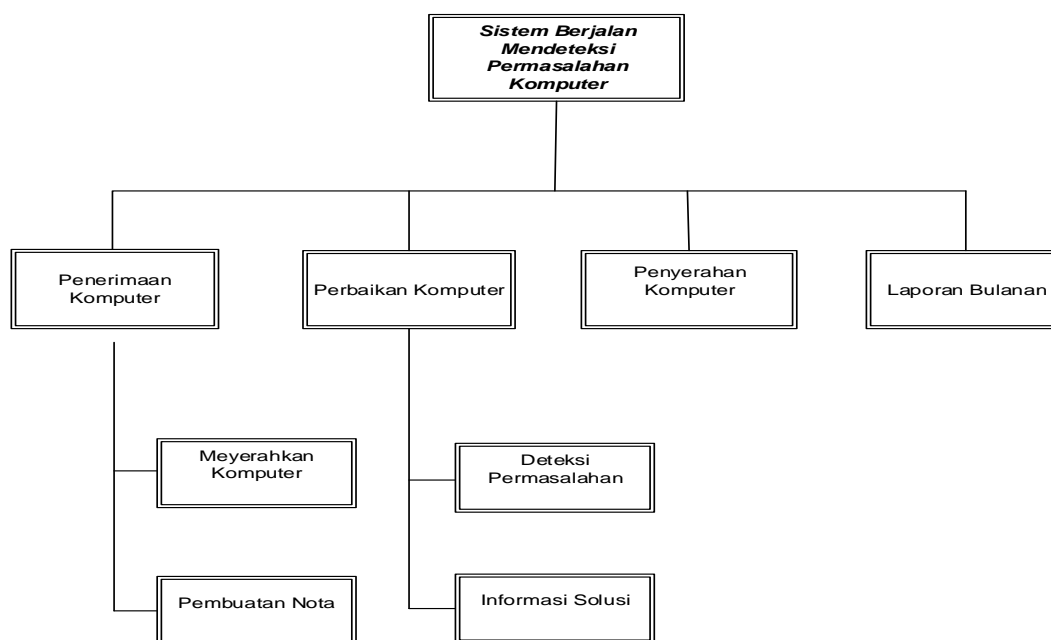 Sistem Berjalan
Mendeteksi
Permasalahan
Komputer
Penerimaan
Komputer
Perbaikan Komputer
Penyerahan
Komputer
Laporan Bulanan
Meyerahkan
Komputer
Deteksi
Permasalahan
Pembuatan Nota
Informasi Solusi